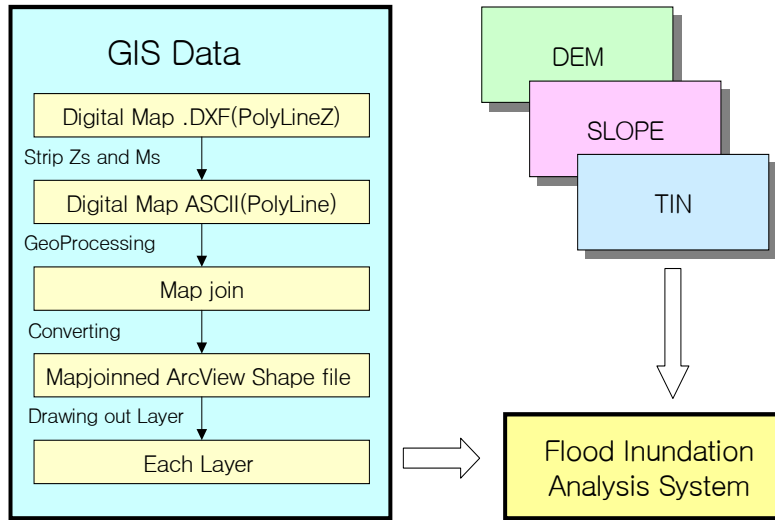 GIS Data
Digital Map .DXF(PolyLineZ)
Strip Zs and Ms
Digital Map ASCII(PolyLine)
GeoProcessing
Map join
Converting
Mapjoinned ArcView Shape file
Drawing out Layer
Each Layer
DEM
SLOPE
TIN
Flood Inundation
Analysis System